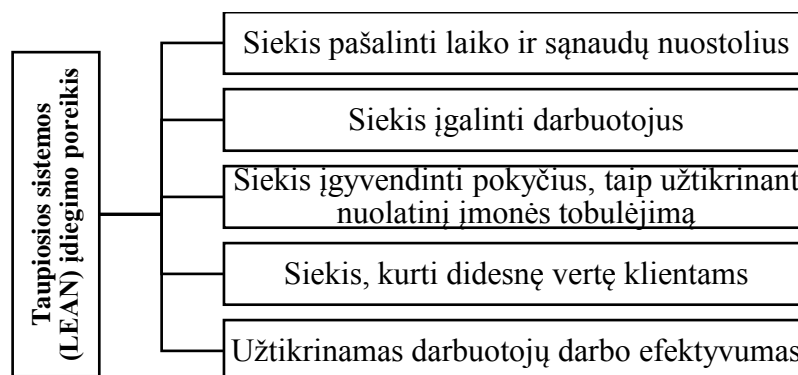 Taupiosios sistemos
(LEAN) įdiegimo poreikis
Siekis pašalinti laiko ir sąnaudų nuostolius
Siekis įgalinti darbuotojus
Siekis įgyvendinti pokyčius, taip užtikrinant
nuolatinį įmonės tobulėjimą
Siekis, kurti didesnę vertę klientams
Užtikrinamas darbuotojų darbo efektyvumas